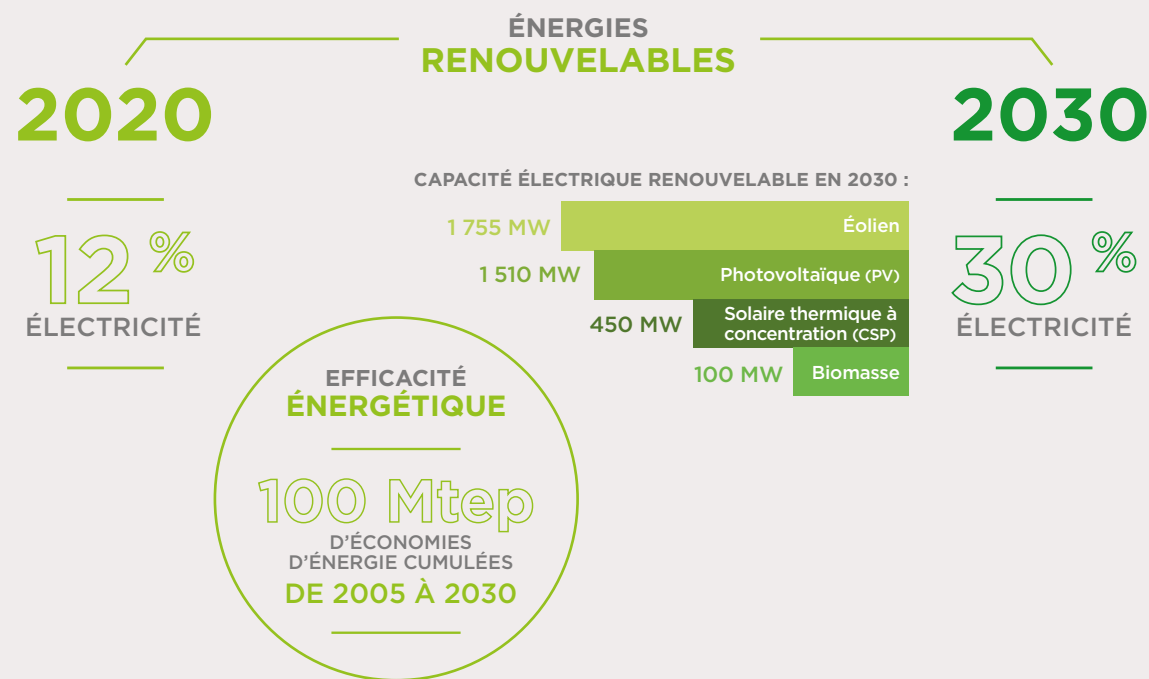 ÉNERGIES
RENOUVELABLES
2020
12 %
ÉLECTRICITÉ
2030
30 %
ÉLECTRICITÉ
CAPACITÉ ÉLECTRIQUE RENOUVELABLE EN 2030 :
1 755 MW Éolien
1 510 MW Photovoltaïque (PV)
450 MW Solaire thermique à
concentration (CSP)
100 MW Biomasse
EFFICACITÉ
ÉNERGÉTIQUE
100 Mtep
D'ÉCONOMIES
D'ÉNERGIE CUMULÉES
DE 2005 À 2030